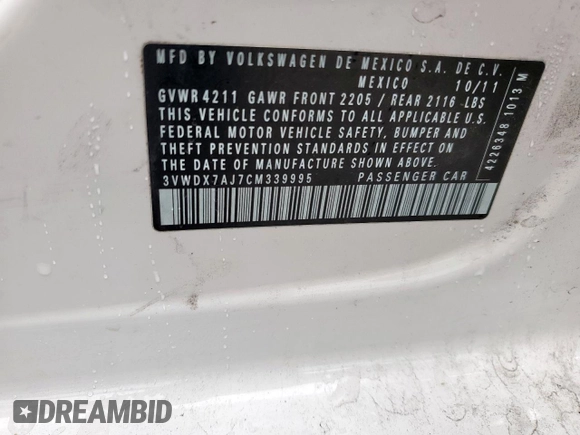 MFD BY VOLKSWAGEN DE MEXICO S.A. DE C.V.
MEXICO 10/11
GVWR 4211 GAWR FRONT 2205 / REAR 2116 LBS
THIS VEHICLE CONFORMS TO ALL APPLICABLE U.S.
FEDERAL MOTOR VEHICLE SAFETY, BUMPER AND
THEFT PREVENTION STANDARDS IN EFFECT ON THE
DATE OF MANUFACTURE SHOWN ABOVE.
3VWDX7AJ7CM339995 PASSENGER CAR
4226348 1013 M
DREAMBID